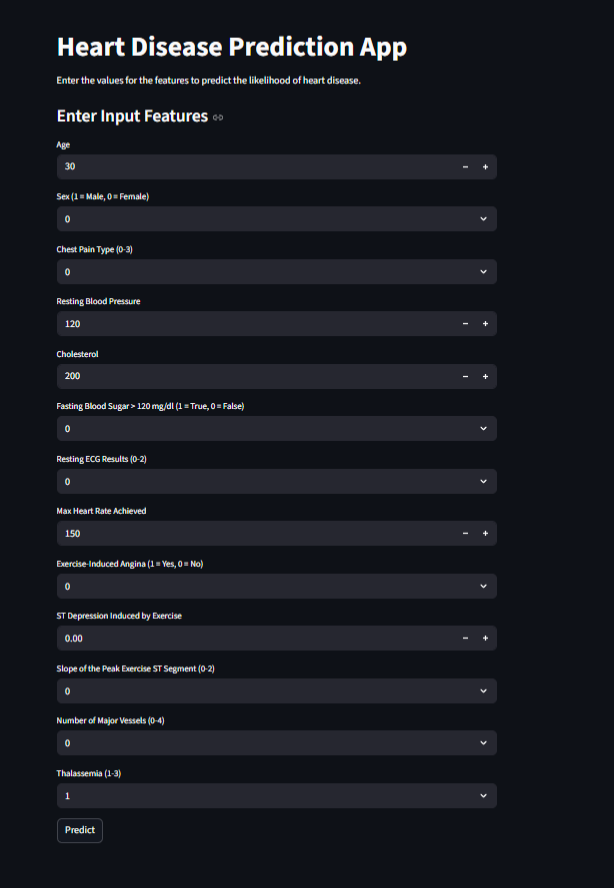 Heart Disease Prediction App
Enter the values for the features to predict the likelihood of heart disease.
Enter Input Features
Age
30
Sex (1 = Male, 0 = Female)
0
Chest Pain Type (0-3)
0
Resting Blood Pressure
120
Cholesterol
200
Fasting Blood Sugar > 120 mg/dl (1 = True, 0 = False)
0
Resting ECG Results (0-2)
0
Max Heart Rate Achieved
150
Exercise-Induced Angina (1 = Yes, 0 = No)
0
ST Depression Induced by Exercise
0.00
Slope of the Peak Exercise ST Segment (0-2)
0
Number of Major Vessels (0-4)
0
Thalassemia (1-3)
1
Predict